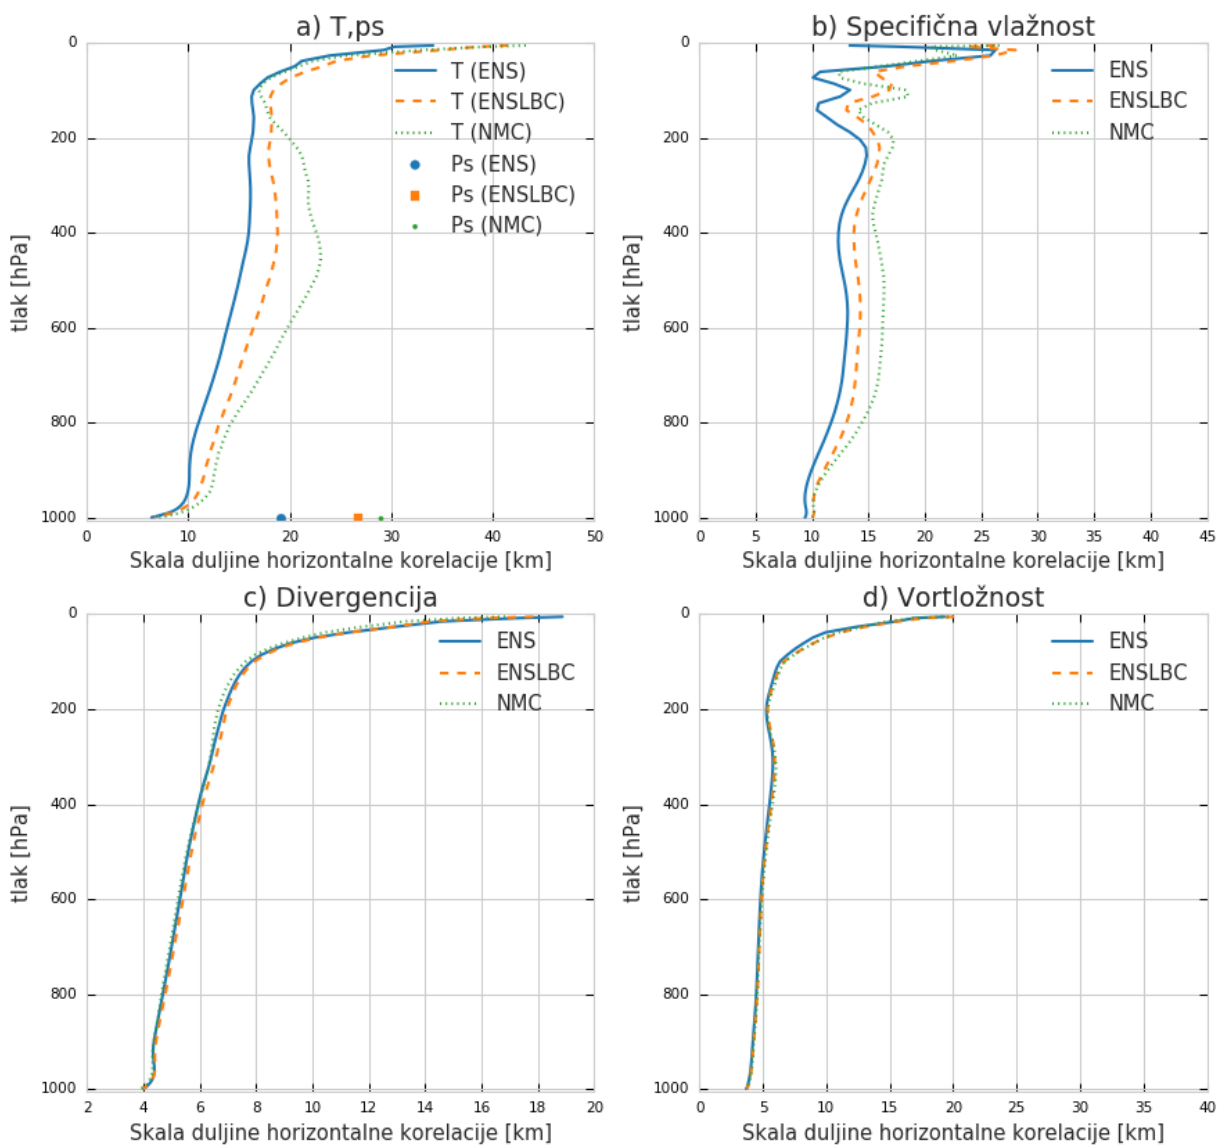 a) T,ps
0
200
400
600
800
1000
tlak [hPa]
T (ENS)
T (ENSLBC)
T (NMC)
Ps (ENS)
Ps (ENSLBC)
Ps (NMC)
0 10 20 30 40 50
Skala duljine horizontalne korelacije [km]
b) Specifična vlažnost
0
200
400
600
800
1000
tlak [hPa]
ENS
ENSLBC
NMC
0 5 10 15 20 25 30 35 40 45
Skala duljine horizontalne korelacije [km]
c) Divergencija
0
200
400
600
800
1000
tlak [hPa]
ENS
ENSLBC
NMC
2 4 6 8 10 12 14 16 18 20
Skala duljine horizontalne korelacije [km]
d) Vortložnost
0
200
400
600
800
1000
tlak [hPa]
ENS
ENSLBC
NMC
0 5 10 15 20 25 30 35 40
Skala duljine horizontalne korelacije [km]